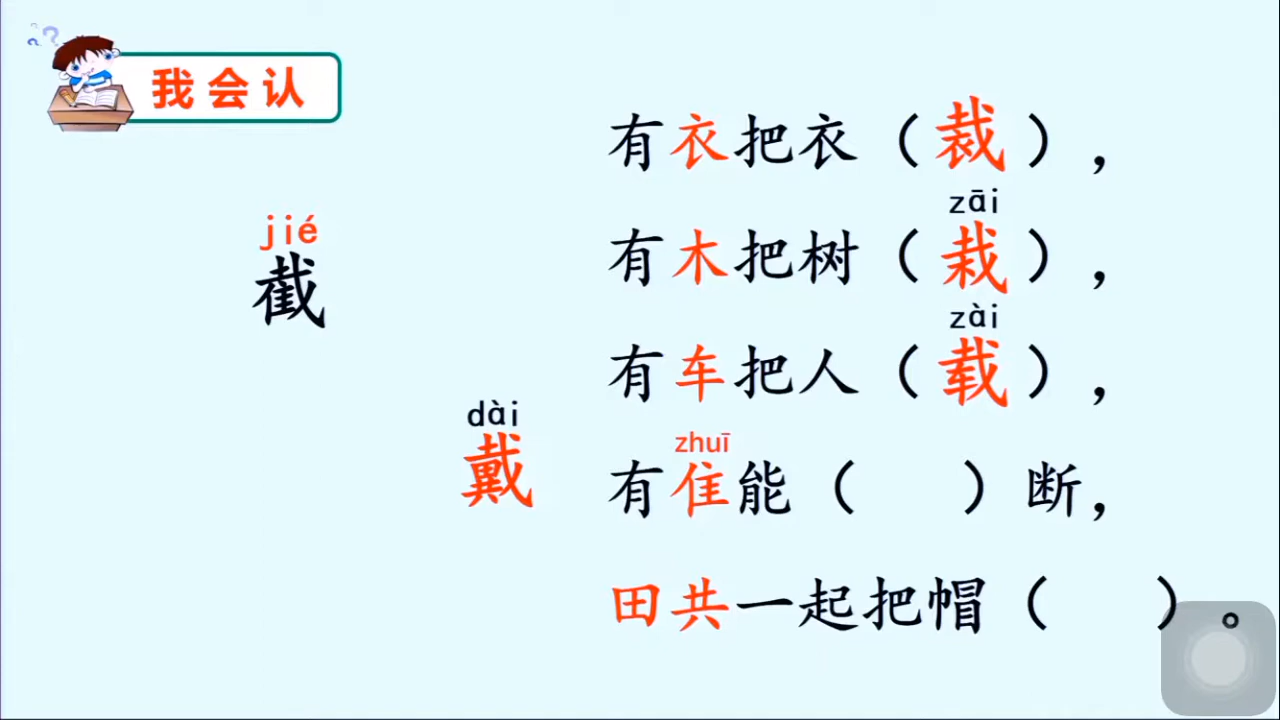 我会认
jié
截
dài
戴
有衣把衣（裁），
zāi
有木把树（栽），
zài
有车把人（载），
zhuī
有隹能（ ）断，
田共一起把帽（ ）。